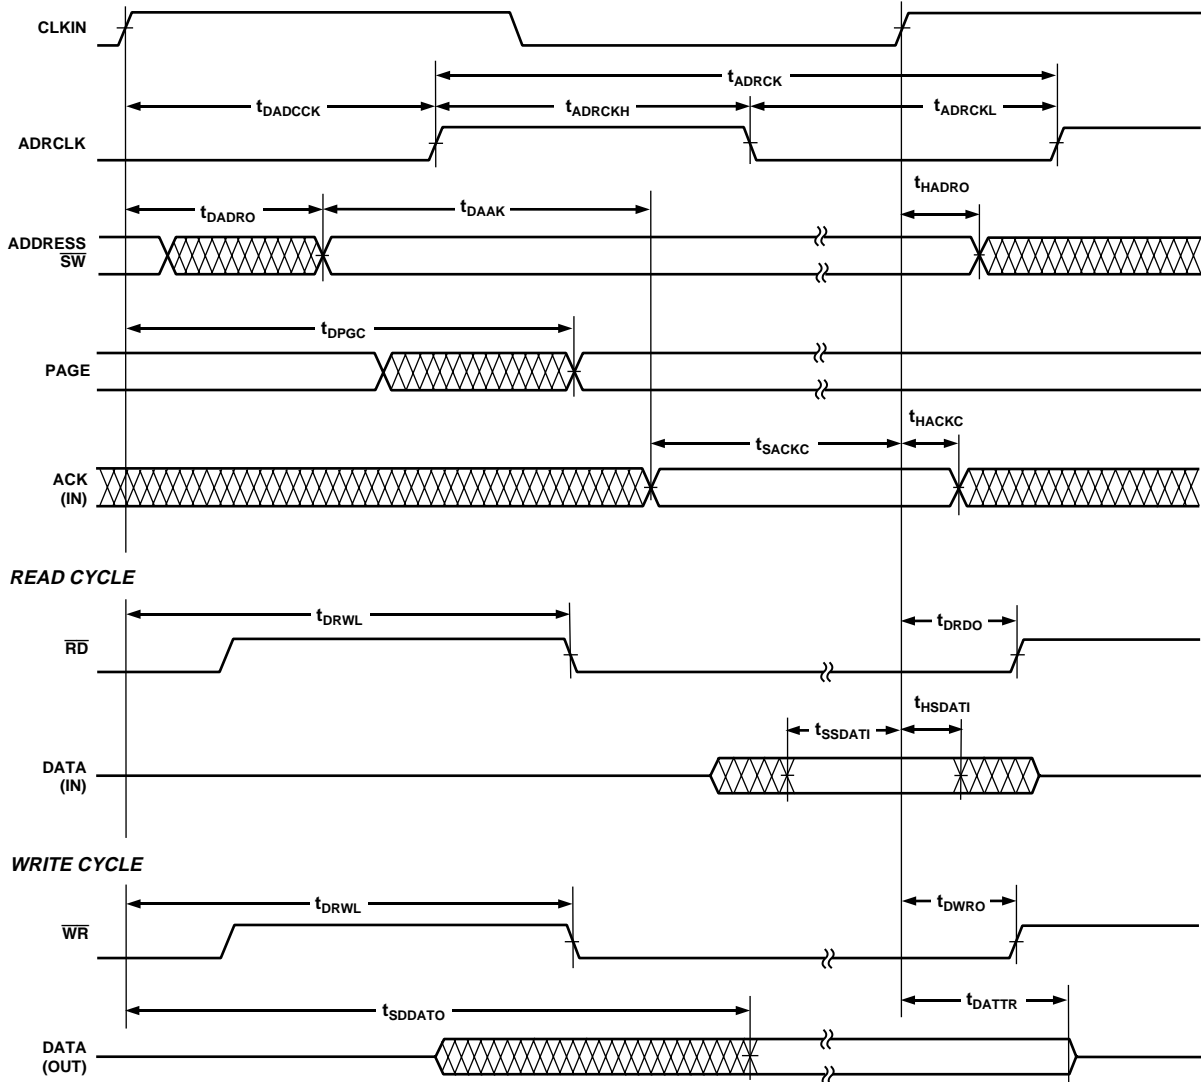 CLKIN
tADRCK
tDADCCK
tADRCKH
tADRCKL
ADRCLK
tHADRO
tDADRO
tDAAK
ADDRESS
SW
tDPGC
PAGE
tHACKC
tSACKC
ACK
(IN)
READ CYCLE
tDRWL
tDRDO
RD
tHSDATI
tSSDATI
DATA
(IN)
WRITE CYCLE
tDRWL
tDWRO
WR
tDATTR
tSDDATO
DATA
(OUT)